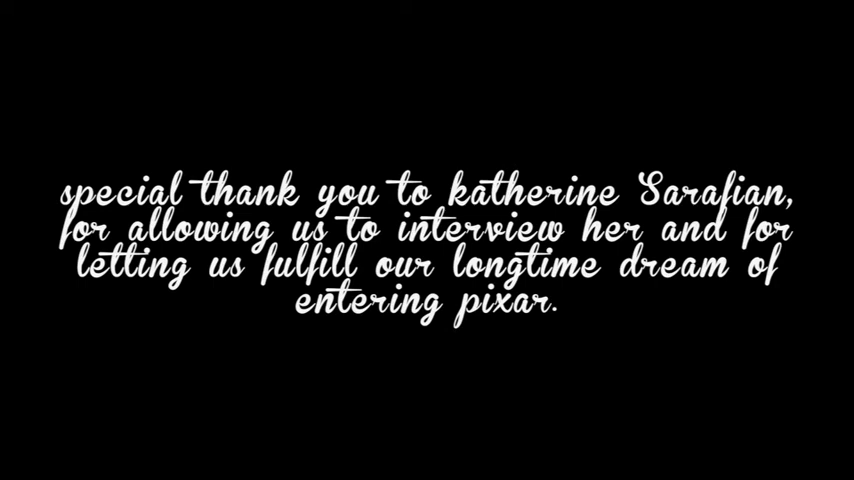 special thank you to katherine Sarafian,
for allowing us to interview her and for
letting us fulfill our longtime dream of
entering pixar.